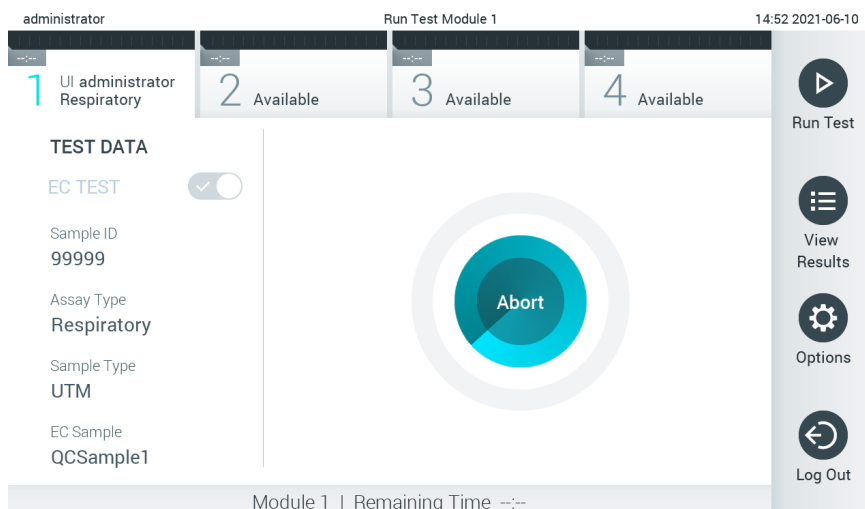 administrator
Run Test Module 1
14:52 2021-06-10
--:--
1
UI administrator
Respiratory
--:--
2 Available
--:--
3 Available
--:--
4 Available
TEST DATA
EC TEST
Sample ID
99999
Assay Type
Respiratory
Sample Type
UTM
EC Sample
QCSample1
Abort
Module 1 | Remaining Time --:--
Run Test
View
Results
Options
Log Out